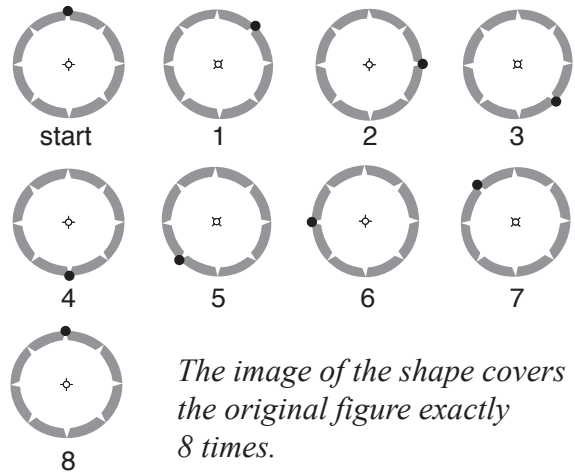 start
1
2
3
4
5
6
7
8
The image of the shape covers
the original figure exactly
8 times.